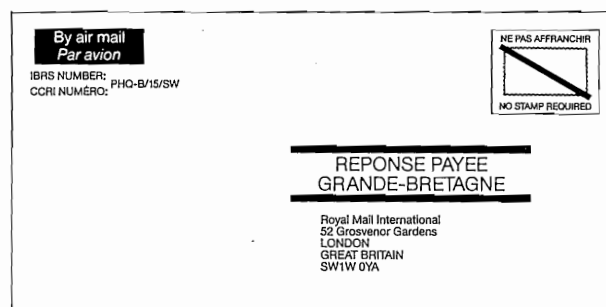 By air mail
Par avion
IBRS NUMBER:
CCRI NUMÉRO: PHQ-B/15/SW
NE PAS AFFRANCHIR
NO STAMP REQUIRED
REPONSE PAYEE
GRANDE-BRETAGNE
Royal Mail International
52 Grosvenor Gardens
LONDON
GREAT BRITAIN
SW1W 0YA